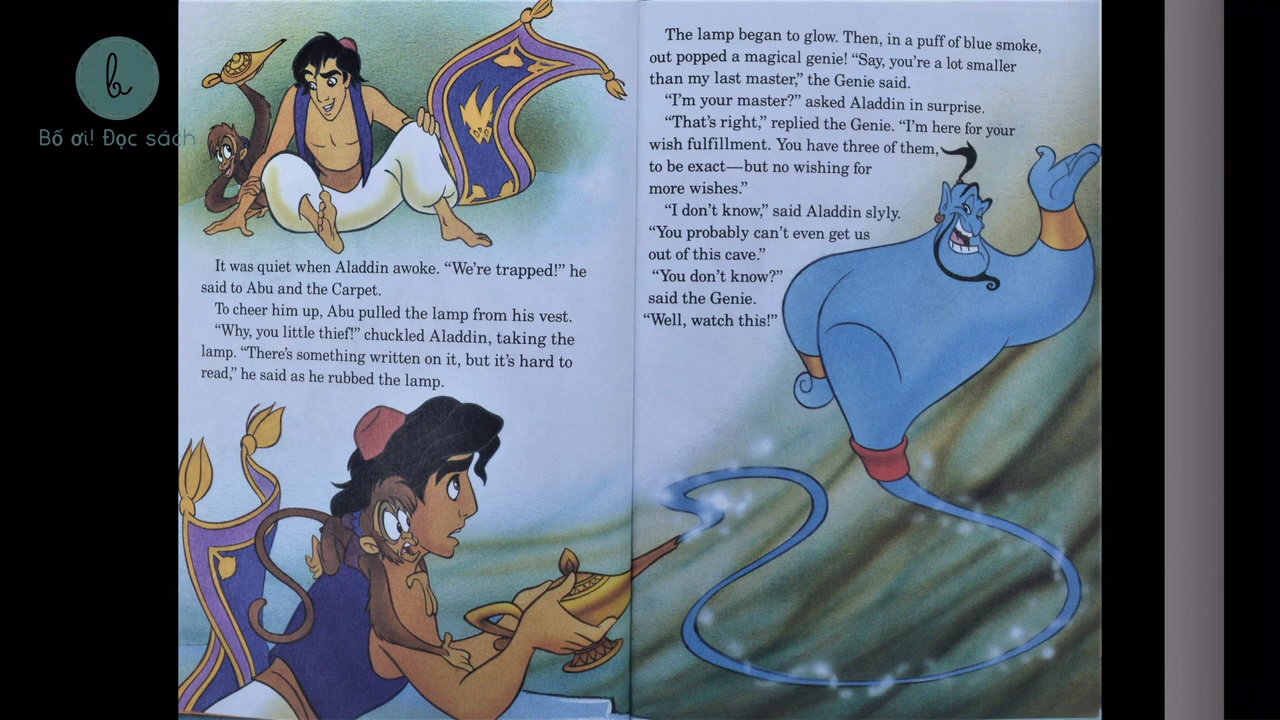 b
Bố ơi! Đọc sách
It was quiet when Aladdin awoke. “We’re trapped!” he
said to Abu and the Carpet.
To cheer him up, Abu pulled the lamp from his vest.
“Why, you little thief!” chuckled Aladdin, taking the
lamp. “There’s something written on it, but it’s hard to
read,” he said as he rubbed the lamp.
The lamp began to glow. Then, in a puff of blue smoke,
out popped a magical genie! “Say, you’re a lot smaller
than my last master,” the Genie said.
“I’m your master?” asked Aladdin in surprise.
“That’s right,” replied the Genie. “I’m here for your
wish fulfillment. You have three of them,
to be exact—but no wishing for
more wishes.”
“I don’t know,” said Aladdin slyly.
“You probably can’t even get us
out of this cave.”
“You don’t know?”
said the Genie.
“Well, watch this!”